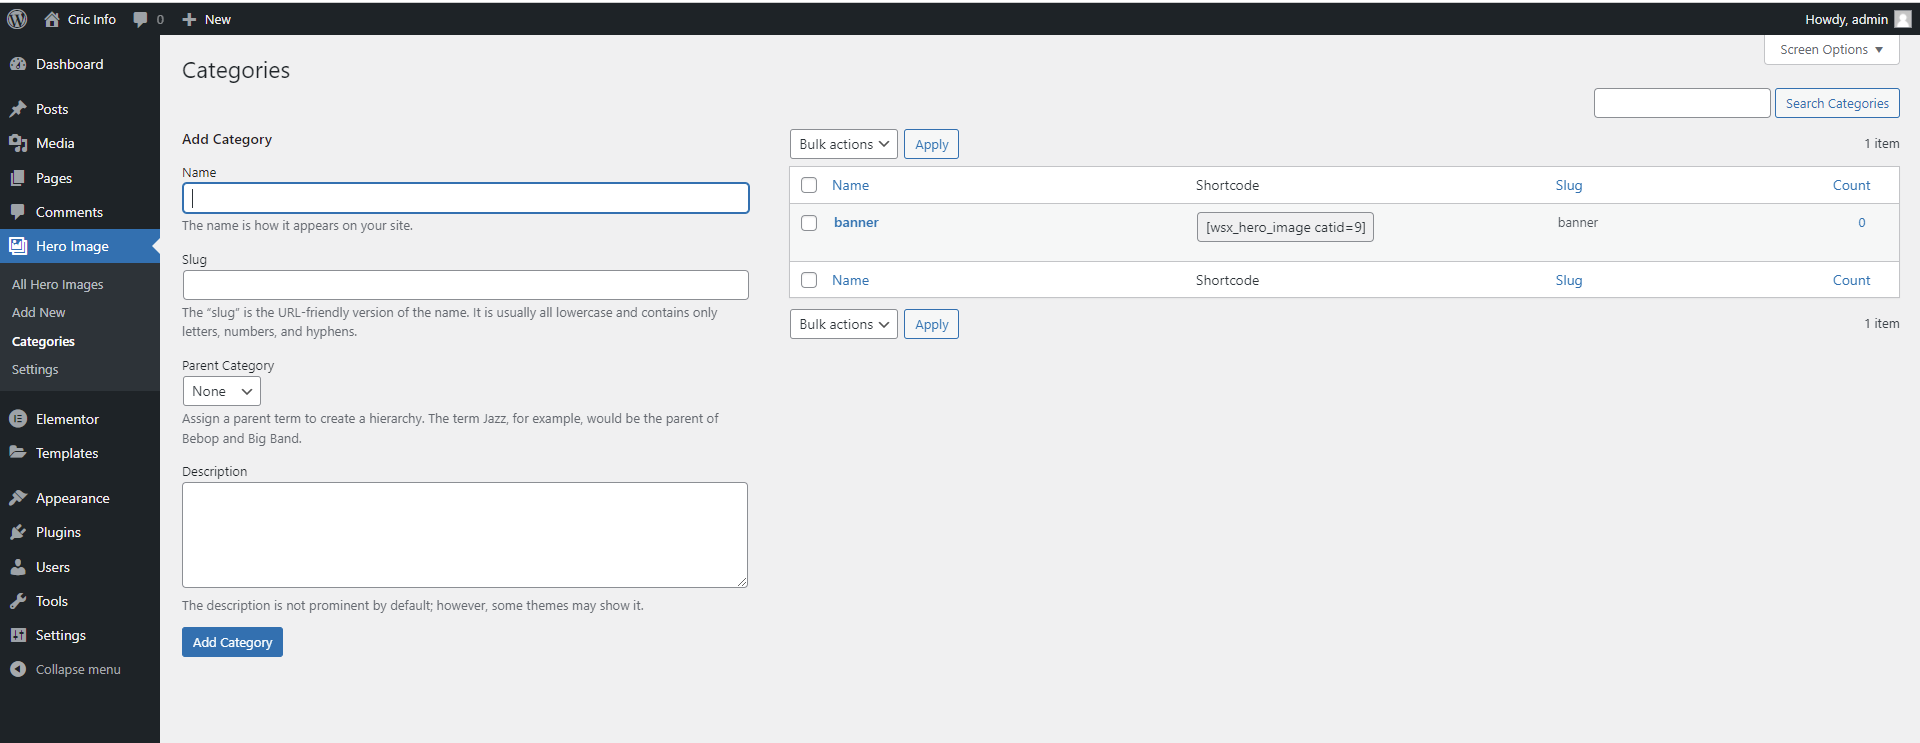 Cric Info 0 New Howdy, admin
Dashboard
Posts
Media
Pages
Comments
Hero Image
All Hero Images
Add New
Categories
Settings
Elementor
Templates
Appearance
Plugins
Users
Tools
Settings
Collapse menu
Screen Options
Categories
Search Categories
Add Category
Name
The name is how it appears on your site.
Slug
The “slug” is the URL-friendly version of the name. It is usually all lowercase and contains only
letters, numbers, and hyphens.
Parent Category
None
Assign a parent term to create a hierarchy. The term Jazz, for example, would be the parent of
Bebop and Big Band.
Description
The description is not prominent by default; however, some themes may show it.
Add Category
Bulk actions Apply 1 item
Name Shortcode Slug Count
banner [wsx_hero_image catid=9] banner 0
Name Shortcode Slug Count
Bulk actions Apply 1 item